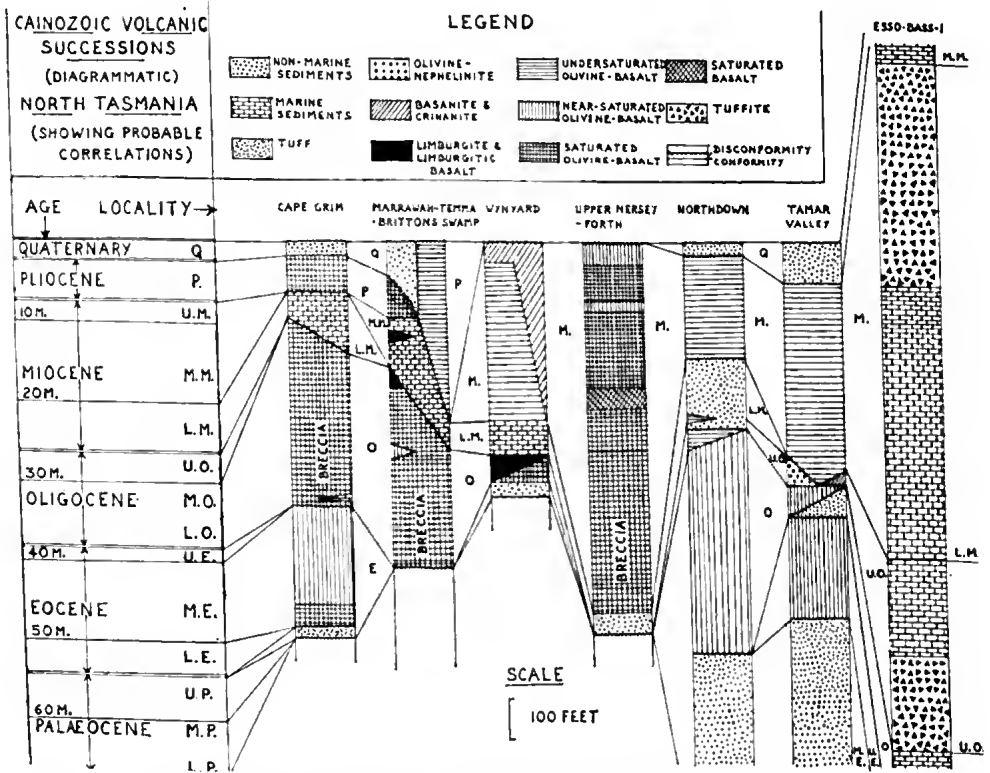 CAINOZOIC VOLCANIC
SUCCESSIONS
(DIAGRAMMATIC)
NORTH TASMANIA
(SHOWING PROBABLE
CORRELATIONS)
LEGEND
NON-MARINE
SEDIMENTS
OLIVINE-
NEPHELINITE
UNDERSATURATED
OLIVINE-BASALT
SATURATED
BASALT
MARINE
SEDIMENTS
BASANITE &
CRINANITE
NEAR-SATURATED
OLIVINE-BASALT
TUFFITE
TUFF
LIMBURGITE &
LIMBURGITIC
BASALT
SATURATED
OLIVINE-BASALT
DISCONFORMITY
CONFORMITY
ESSO-BASS-1
AGE LOCALITY→
CAPE GRIM
MARRAWAH-TEMMA
-BRITTONS SWAMP
WYNYARD
UPPER MERSEY
-FORTH
NORTHDOWN
TAMAR
VALLEY
QUATERNARY Q
PLIOCENE P.
10 M. U.M.
MIOCENE M.M.
20M.
L.M.
U.O.
30M.
OLIGOCENE M.O.
L.O.
40M. U.E.
EOCENE M.E.
50M.
L.E.
U.P.
60M.
PALAEOCENE M.P.
L.P.
BRECCIA
Q
P
M.M.
L.M.
O
E
BRECCIA
P
M.
L.M.
O
M.
BRECCIA
M.
Q
M.
L.M.
U.O.
O
M.
U.O.
O
M.
E.
U.
E.
M.M.
L.M.
U.O.
SCALE
100 FEET